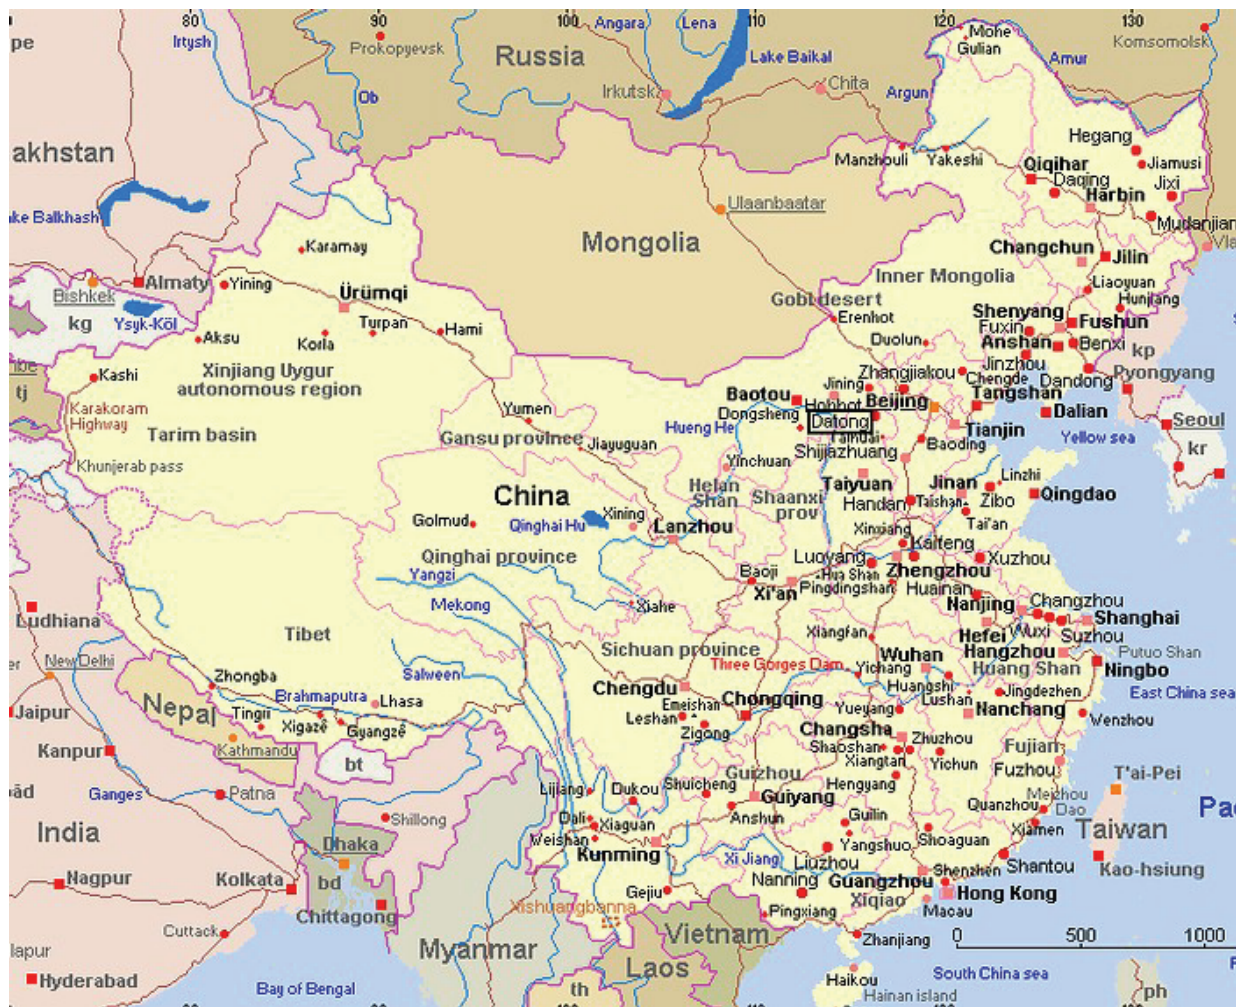 80
90
100
110
120
130
Irtysh
Prokopyevsk
Angara
Lena
Mohe
Gulian
Komsomolsk
pe
Russia
Lake Baikal
Amur
Ob
Irkutsk
Chita
Argun
akhstan
Hegang
Manzhouli
Yakeshi
Qiqihar
Jiamusi
Daqing
Jixi
Harbin
ke Balkhash
Ulaanbaatar
Mudanjian
Mongolia
Karamay
Changchun
Jilin
Vla
Inner Mongolia
Almaty
Yining
Bishkek
Ürümqi
Gobi desert
Liaoyuan
Hunjiang
kg
Ysyk-Köl
Turpan
Hami
Erenhot
Shenyang
Fushun
Aksu
Korla
Duolun
Fuxin
Anshan
Benxi
kp
Xinjiang Uygur
autonomous region
Jinzhou
Kashi
Zhangjiakou
Chengde
Dandong
Pyongyang
tj
Jining
Baotou
Hohhot
Beijing
Tangshan
Karakoram
Highway
Yumen
Dongsheng
Datong
Dalian
Seoul
Tarim basin
Gansu province
Hueng He
Taihuai
Tianjin
Jiayuguan
Baoding
Yellow sea
kr
Khunjerab pass
Yinchuan
Shijiazhuang
Linzhi
China
Helan
Shan
Shaanxi
prov
Taiyuan
Jinan
Zibo
Qingdao
Handan
Taishan
Golmud
Qinghai Hu
Xining
Lanzhou
Tai'an
Xinxiang
Qinghai province
Kaifeng
Luoyang
Xuzhou
Yangzi
Baoji
Hua Shan
Zhengzhou
Xi'an
Pingdingshan
Huainan
Mekong
Xiahe
Nanjing
Changzhou
Ludhiana
Shanghai
Tibet
Xiangfan
Hefei
Wuxi
Suzhou
Sichuan province
Hangzhou
Putuo Shan
New Delhi
Three Gorges Dam
Wuhan
Yichang
Huang Shan
Ningbo
Zhongba
Salween
Chengdu
Huangshi
Jingdezhen
East China sea
Brahmaputra
Lhasa
Emeishan
Chongqing
Lushan
Nepal
Jaipur
Tingri
Xigazê
Gyangzê
Leshan
Yueyang
Nanchang
Wenzhou
Zigong
Changsha
Kanpur
Kathmandu
Shaoshan
Zhuzhou
Fujian
bt
Xiangtan
Yichun
Fuzhou
T'ai-Pei
Guizhou
ād
Ganges
Patna
Lijiang
Dukou
Shuicheng
Hengyang
Meizhou
Dao
Guiyang
Quanzhou
Pac
Shillong
Anshun
Guilin
India
Dali
Xiaguan
Xiamen
Taiwan
Dhaka
Weishan
Yangshuo
Shaoguan
Kunming
Xi Jiang
Liuzhou
Shantou
Kao-hsiung
Nagpur
Kolkata
bd
Gejiu
Nanning
Guangzhou
Shenzhen
Hong Kong
Chittagong
Xishuangbanna
Pingxiang
Xiqiao
Macau
Cuttack
Vietnam
Zhanjiang
0
500
1000
lapur
Myanmar
Laos
Hyderabad
Haikou
South China sea
Bay of Bengal
th
Hainan island
ph